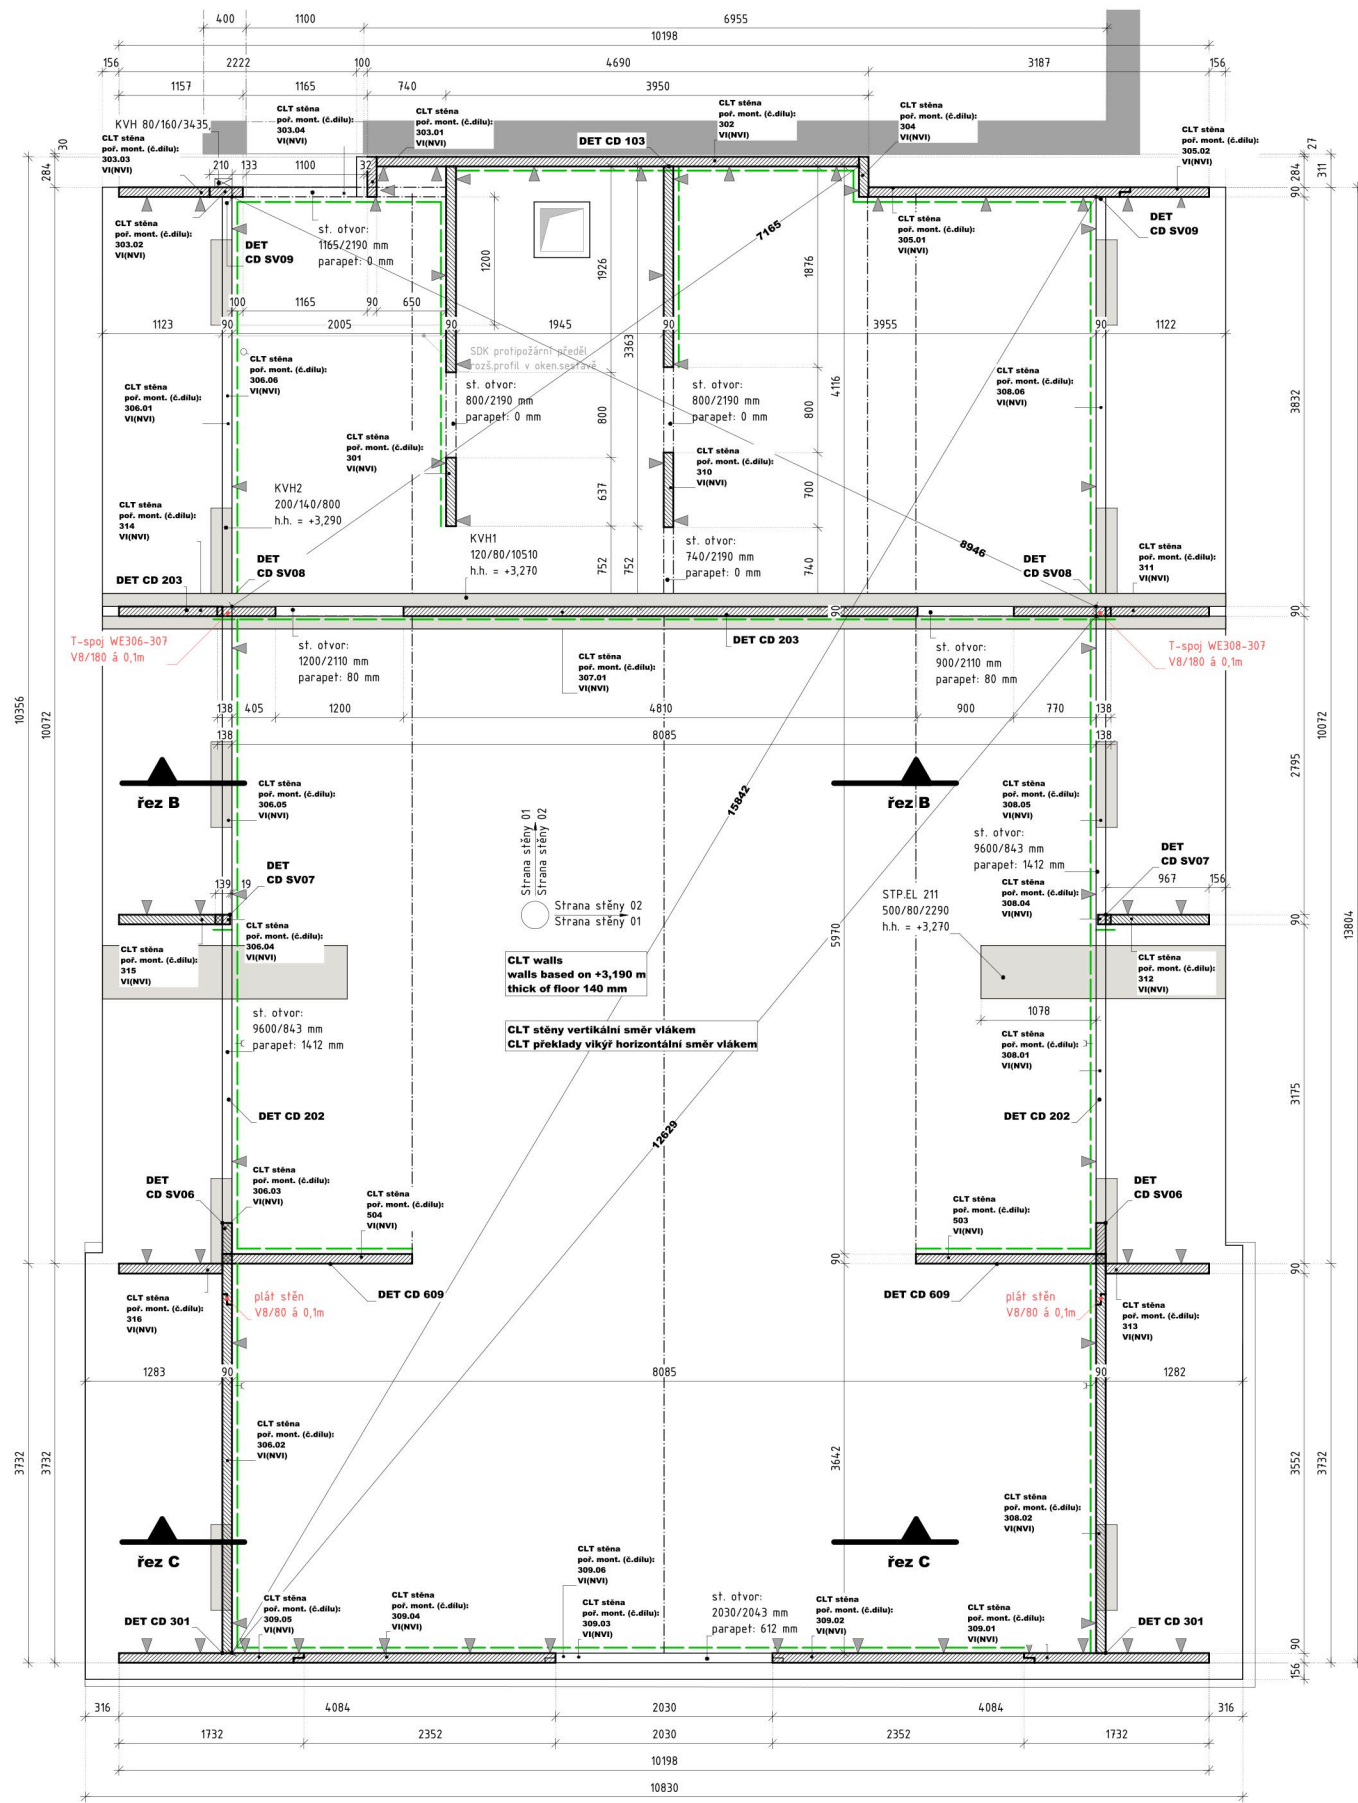 400
1100
6955
10198
156
2222
100
4690
3187
156
1157
1165
740
3950
KVH 80/160/3435,
CLT stěna
poř. mont. (č.dílu):
303.03
VI(NVI)
CLT stěna
poř. mont. (č.dílu):
303.04
VI(NVI)
CLT stěna
poř. mont. (č.dílu):
303.01
VI(NVI)
DET CD 103
CLT stěna
poř. mont. (č.dílu):
302
VI(NVI)
CLT stěna
poř. mont. (č.dílu):
304
VI(NVI)
CLT stěna
poř. mont. (č.dílu):
305.02
VI(NVI)
30
284
27
284
311
90
210
133
1100
32
CLT stěna
poř. mont. (č.dílu):
303.02
VI(NVI)
DET
CD SV09
st. otvor:
1165/2190 mm
parapet: 0 mm
1200
1926
7165
1876
CLT stěna
poř. mont. (č.dílu):
305.01
VI(NVI)
DET
CD SV09
100
1165
90
650
1123
90
2005
90
1945
90
3955
90
1122
3363
SDK protipožární předěl
rozš.profil v oken.sestavě
CLT stěna
poř. mont. (č.dílu):
306.06
VI(NVI)
CLT stěna
poř. mont. (č.dílu):
306.01
VI(NVI)
st. otvor:
800/2190 mm
parapet: 0 mm
800
st. otvor:
800/2190 mm
parapet: 0 mm
800
4116
CLT stěna
poř. mont. (č.dílu):
308.06
VI(NVI)
3832
CLT stěna
poř. mont. (č.dílu):
301
VI(NVI)
CLT stěna
poř. mont. (č.dílu):
310
VI(NVI)
637
700
KVH2
200/140/800
h.h. = +3,290
CLT stěna
poř. mont. (č.dílu):
314
VI(NVI)
KVH1
120/80/10510
h.h. = +3,270
752
752
st. otvor:
740/2190 mm
parapet: 0 mm
740
8946
DET
CD SV08
DET
CD SV08
CLT stěna
poř. mont. (č.dílu):
311
VI(NVI)
DET CD 203
90
90
DET CD 203
T-spoj WE306-307
V8/180 á 0,1m
st. otvor:
1200/2110 mm
parapet: 80 mm
CLT stěna
poř. mont. (č.dílu):
307.01
VI(NVI)
st. otvor:
900/2110 mm
parapet: 80 mm
T-spoj WE308-307
V8/180 á 0,1m
10356
10072
138
405
1200
4810
900
770
138
138
8085
138
10072
2795
řez B
CLT stěna
poř. mont. (č.dílu):
306.05
VI(NVI)
15842
řez B
CLT stěna
poř. mont. (č.dílu):
308.05
VI(NVI)
Strana stěny 01
Strana stěny 02
Strana stěny 02
Strana stěny 01
st. otvor:
9600/843 mm
parapet: 1412 mm
DET
CD SV07
DET
CD SV07
139
19
STP.EL 211
500/80/2290
h.h. = +3,270
CLT stěna
poř. mont. (č.dílu):
308.04
VI(NVI)
967
156
90
13804
CLT stěna
poř. mont. (č.dílu):
306.04
VI(NVI)
CLT stěna
poř. mont. (č.dílu):
315
VI(NVI)
5970
CLT walls
walls based on +3,190 m
thick of floor 140 mm
CLT stěna
poř. mont. (č.dílu):
312
VI(NVI)
st. otvor:
9600/843 mm
parapet: 1412 mm
1078
CLT stěny vertikální směr vlákem
CLT překlady vikýř horizontální směr vlákem
CLT stěna
poř. mont. (č.dílu):
308.01
VI(NVI)
3175
DET CD 202
DET CD 202
12629
DET
CD SV06
CLT stěna
poř. mont. (č.dílu):
306.03
VI(NVI)
CLT stěna
poř. mont. (č.dílu):
504
VI(NVI)
CLT stěna
poř. mont. (č.dílu):
503
VI(NVI)
DET
CD SV06
90
90
CLT stěna
poř. mont. (č.dílu):
316
VI(NVI)
plát stěn
V8/80 á 0,1m
DET CD 609
DET CD 609
plát stěn
V8/80 á 0,1m
CLT stěna
poř. mont. (č.dílu):
313
VI(NVI)
1283
90
8085
90
1282
CLT stěna
poř. mont. (č.dílu):
306.02
VI(NVI)
3732
3732
3642
3552
3732
CLT stěna
poř. mont. (č.dílu):
308.02
VI(NVI)
řez C
řez C
CLT stěna
poř. mont. (č.dílu):
309.06
VI(NVI)
DET CD 301
CLT stěna
poř. mont. (č.dílu):
309.05
VI(NVI)
CLT stěna
poř. mont. (č.dílu):
309.04
VI(NVI)
CLT stěna
poř. mont. (č.dílu):
309.03
VI(NVI)
st. otvor:
2030/2043 mm
parapet: 612 mm
CLT stěna
poř. mont. (č.dílu):
309.02
VI(NVI)
CLT stěna
poř. mont. (č.dílu):
309.01
VI(NVI)
DET CD 301
90
156
316
4084
2030
4084
316
1732
2352
2030
2352
1732
10198
10830